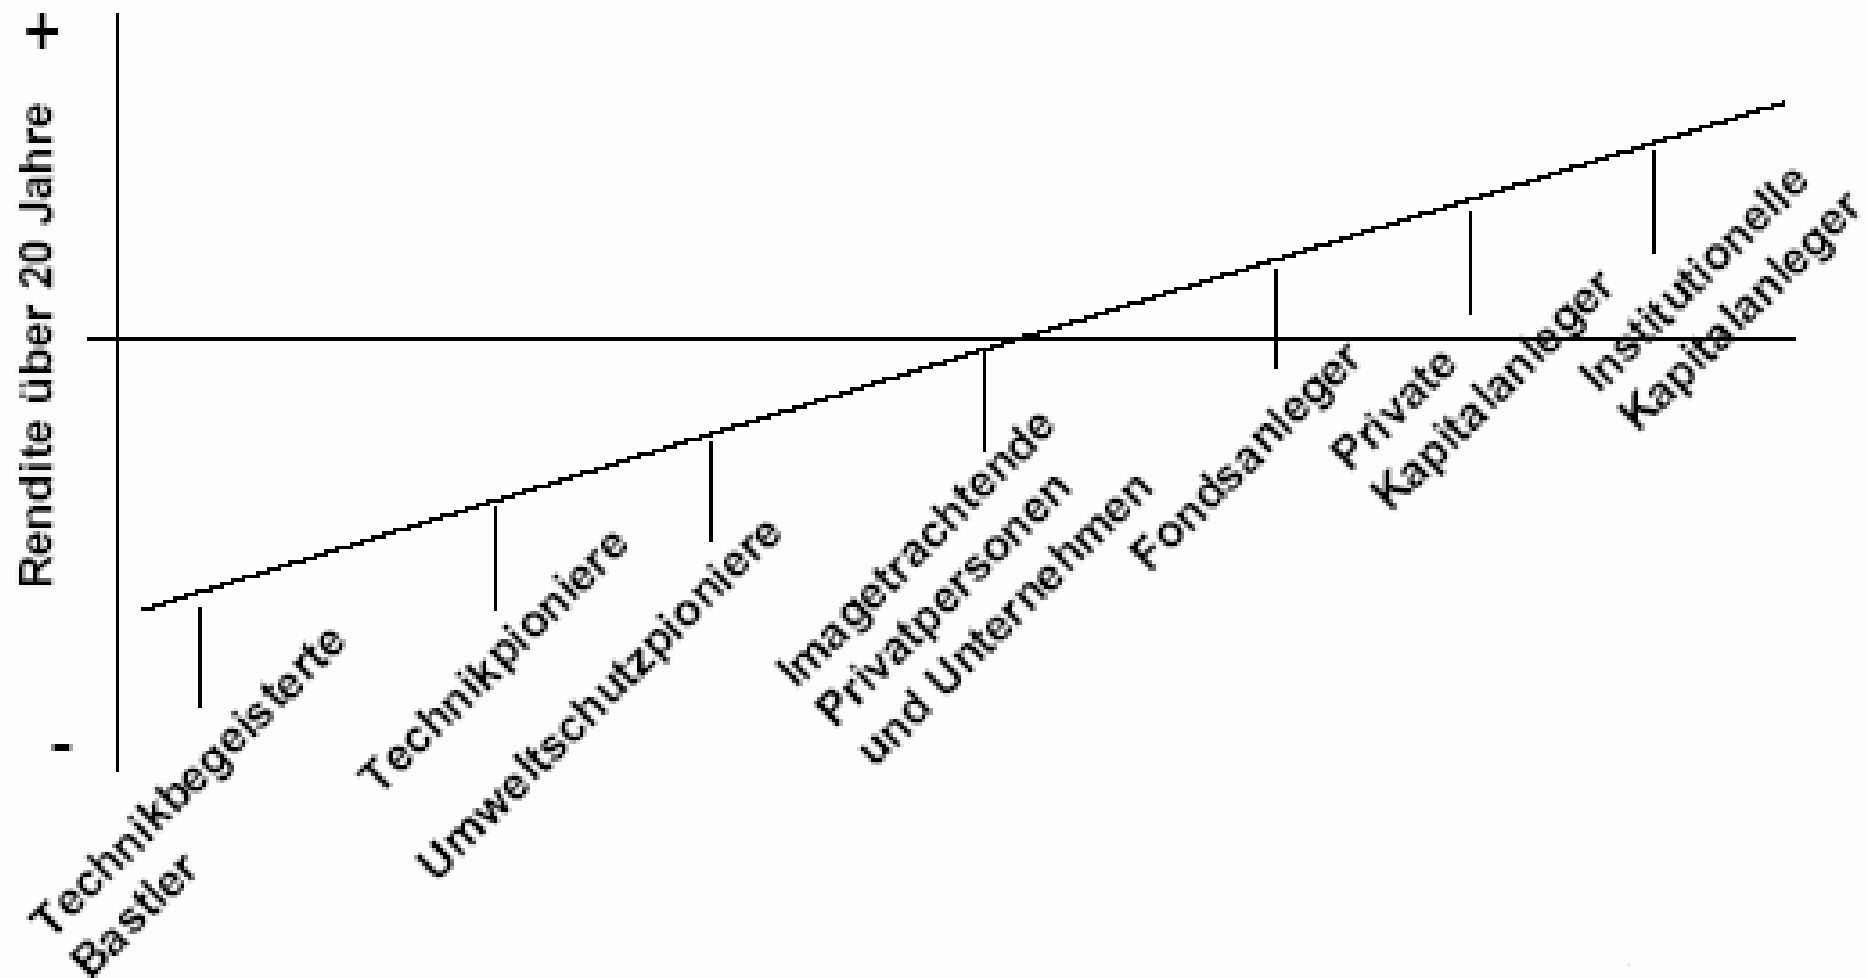 +
Rendite über 20 Jahre
-
Technikbegeisterte
Bastler
Technikpioniere
Umweltschutzpioniere
Imagetrachtende
Privatpersonen
und Unternehmen
Fondsanleger
Private
Kapitalanleger
Institutionelle
Kapitalanleger